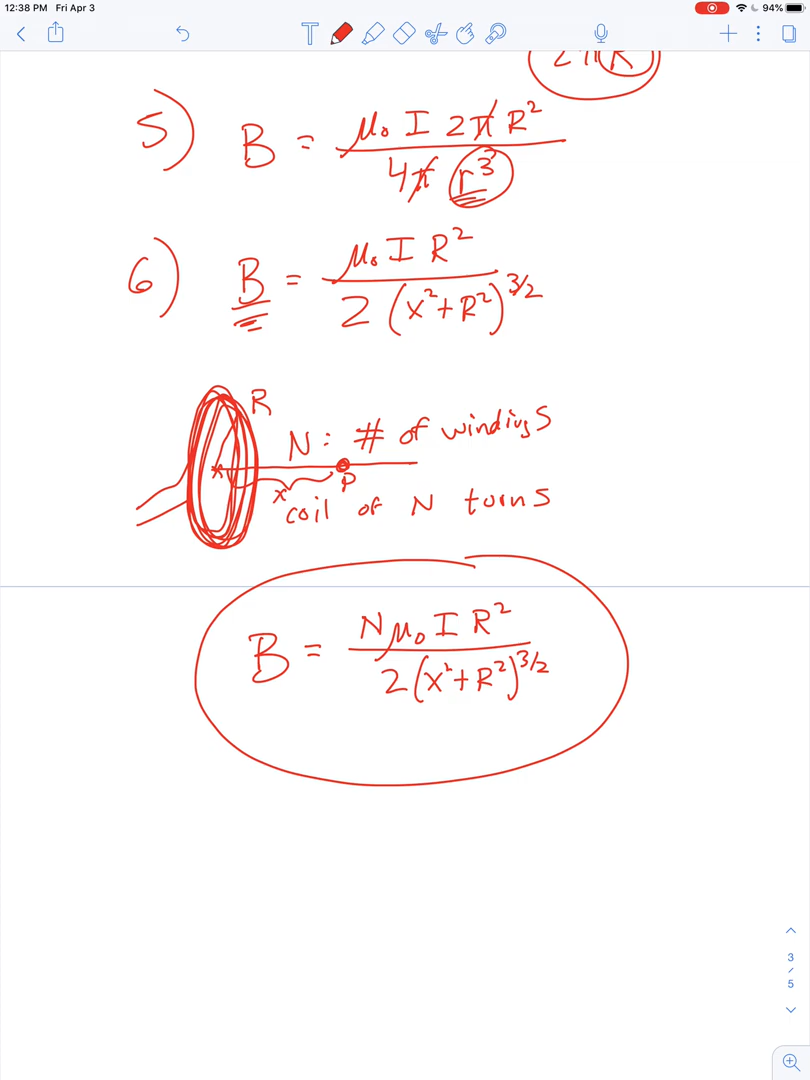 12:38 PM Fri Apr 3
94%
T
2πR
5) B = μ₀ I 2π R² / 4π r³
6) B = μ₀ I R² / 2 (x² + R²)^3/2
R
N: # of windings
x
P
coil of N turns
B = Nμ₀ I R² / 2 (x² + R²)^3/2
3
/
5